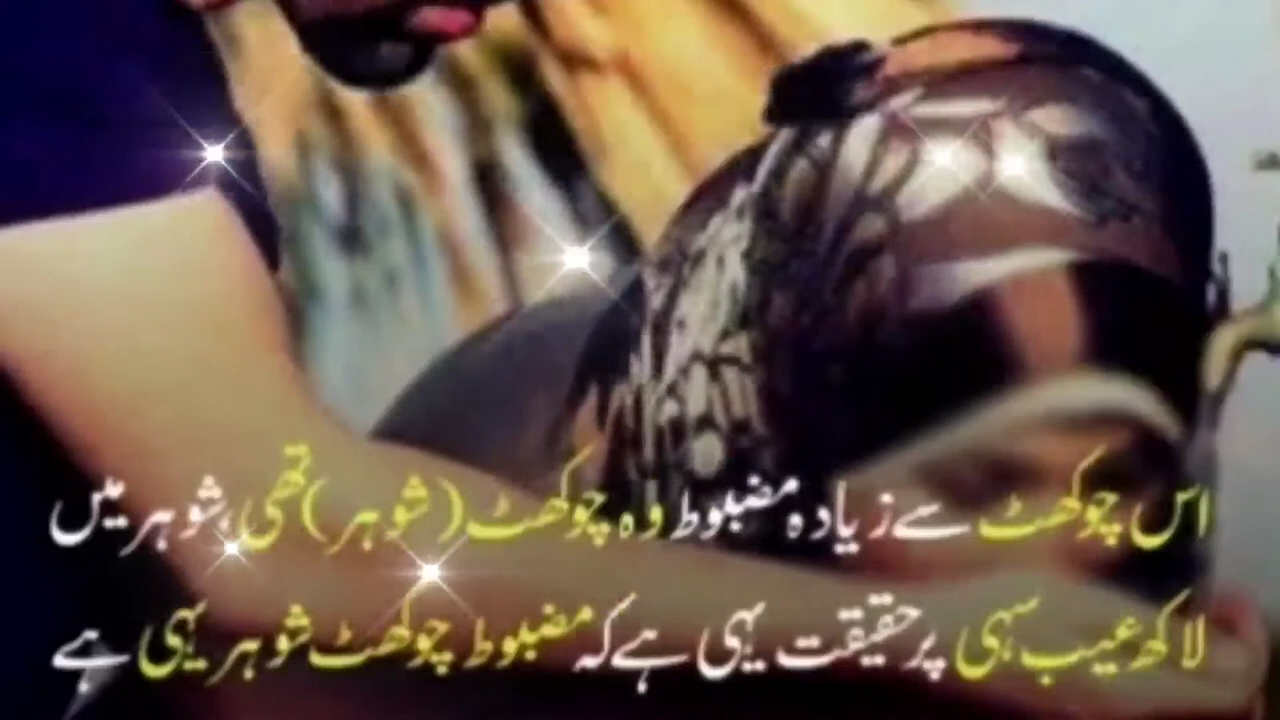 اس چوکھٹ سے زیادہ مضبوط وہ چوکھٹ (شوہر) تھی، شوہر میں
لاکھ عیب سہی پر حقیقت یہی ہے کہ مضبوط چوکھٹ شوہر یہی ہے